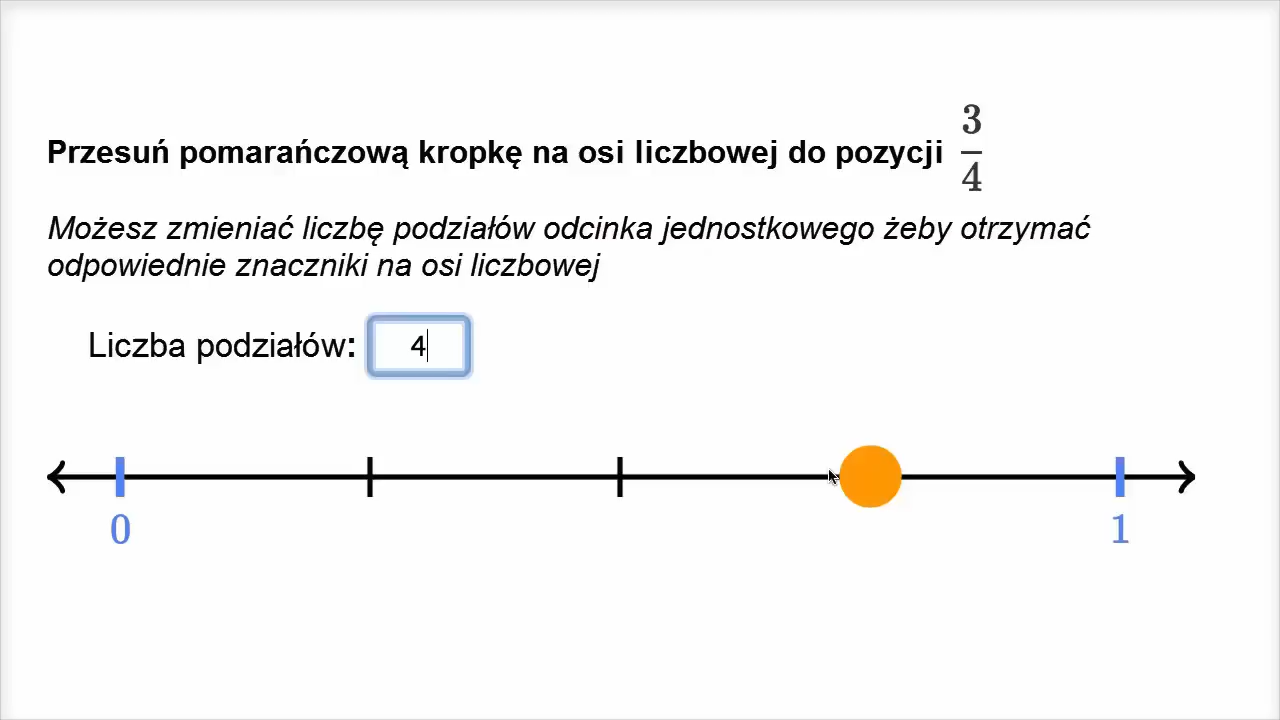 Przesuń pomarańczową kropkę na osi liczbowej do pozycji 3/4
Możesz zmieniać liczbę podziałów odcinka jednostkowego żeby otrzymać
odpowiednie znaczniki na osi liczbowej
Liczba podziałów: 4
0 1